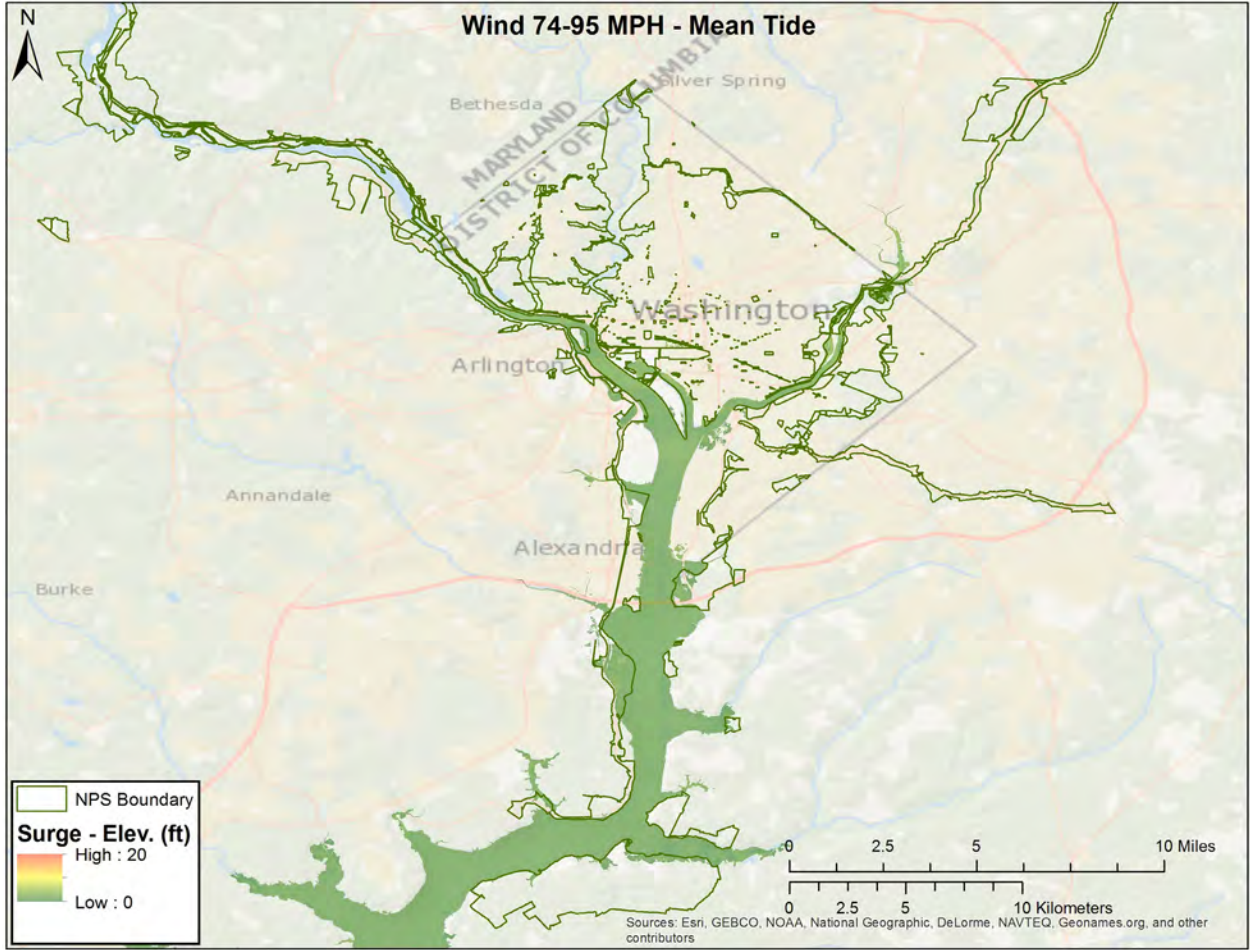 Wind 74-95 MPH - Mean Tide
N
Silver Spring
Bethesda
MARYLAND
DISTRICT OF COLUMBIA
Washington
Arlington
Annandale
Alexandria
Burke
NPS Boundary
Surge - Elev. (ft)
High : 20
Low : 0
0 2.5 5 10 Miles
0 2.5 5 10 Kilometers
Sources: Esri, GEBCO, NOAA, National Geographic, DeLorme, NAVTEQ, Geonames.org, and other
contributors